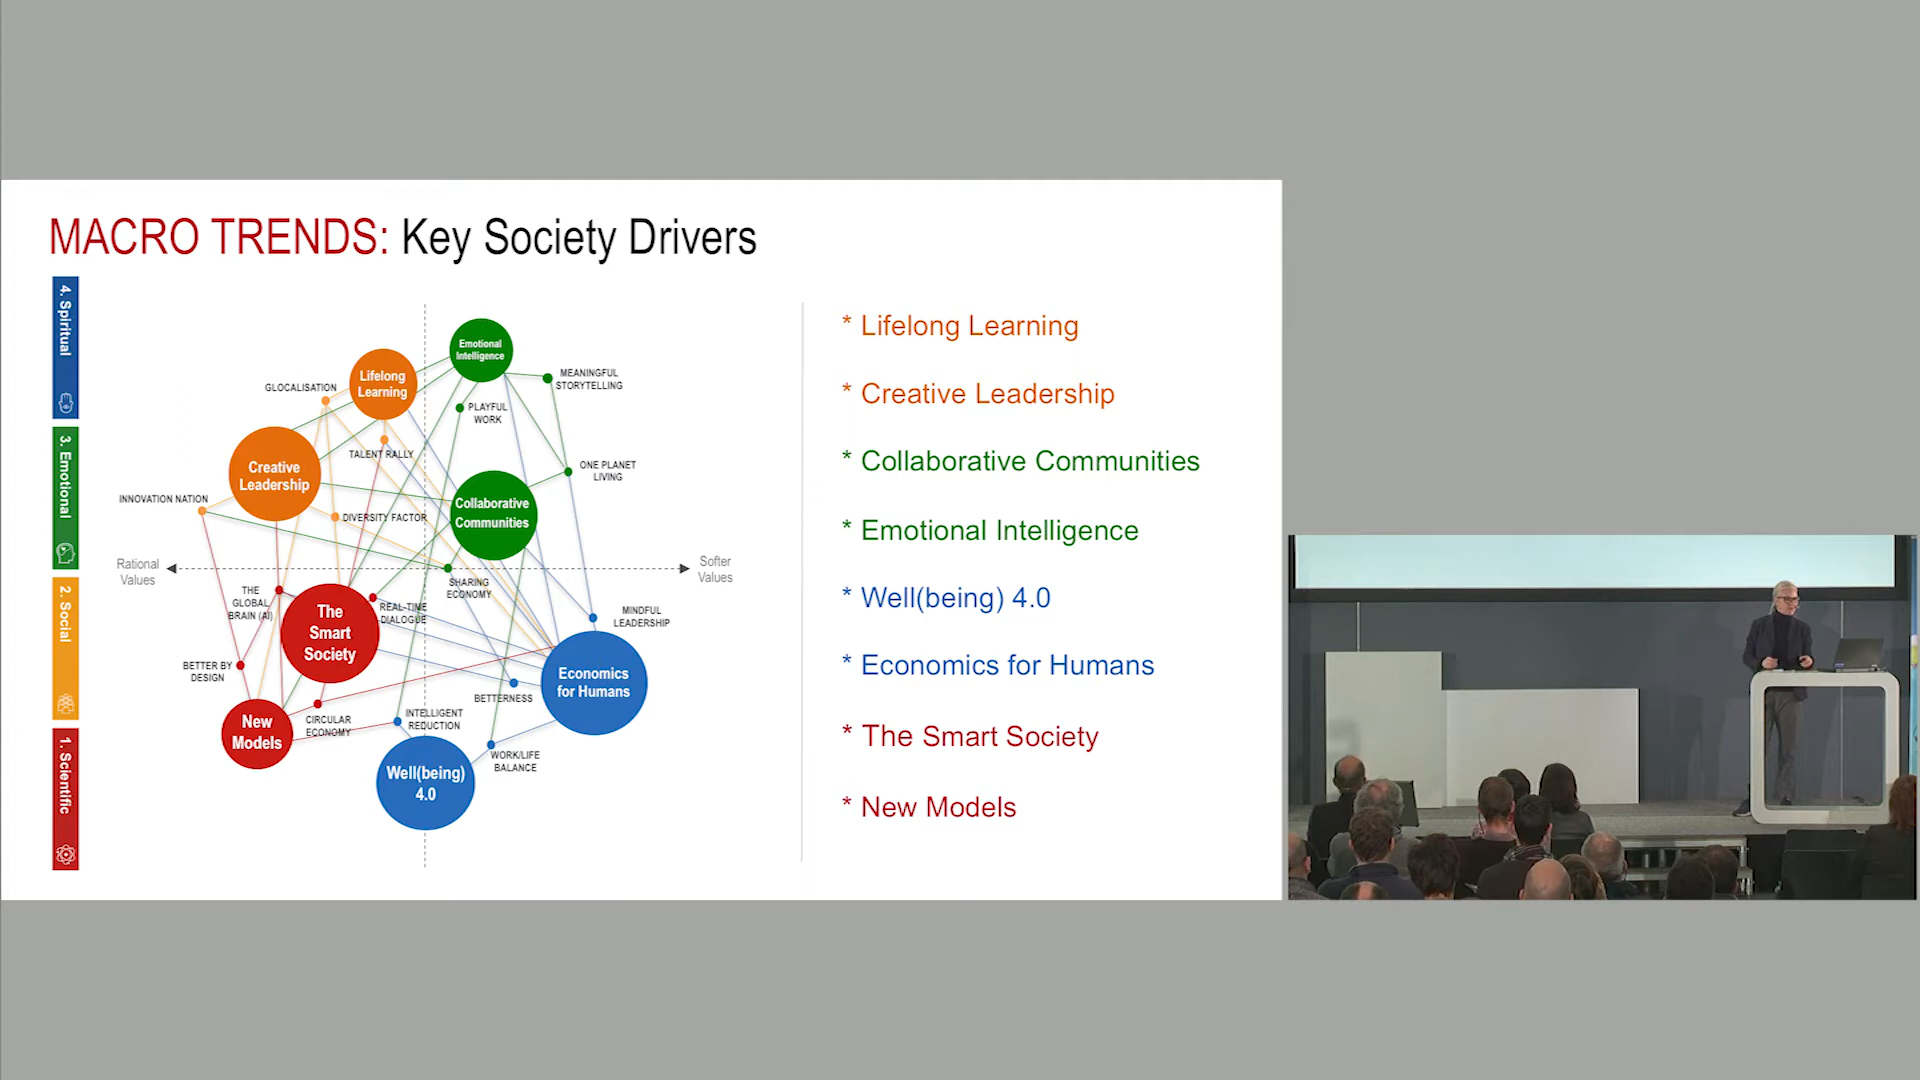 MACRO TRENDS: Key Society Drivers
4. Spiritual
3. Emotional
2. Social
1. Scientific
Emotional
Intelligence
Lifelong
Learning
MEANINGFUL
STORYTELLING
GLOCALISATION
PLAYFUL
WORK
TALENT RALLY
ONE PLANET
LIVING
Creative
Leadership
INNOVATION NATION
DIVERSITY FACTOR
Collaborative
Communities
Rational
Values
Softer
Values
SHARING
ECONOMY
THE
GLOBAL
BRAIN (AI)
The
Smart
Society
REAL-TIME
DIALOGUE
MINDFUL
LEADERSHIP
BETTER BY
DESIGN
Economics
for Humans
BETTERNESS
New
Models
CIRCULAR
ECONOMY
INTELLIGENT
REDUCTION
WORK/LIFE
BALANCE
Well(being)
4.0
* Lifelong Learning
* Creative Leadership
* Collaborative Communities
* Emotional Intelligence
* Well(being) 4.0
* Economics for Humans
* The Smart Society
* New Models